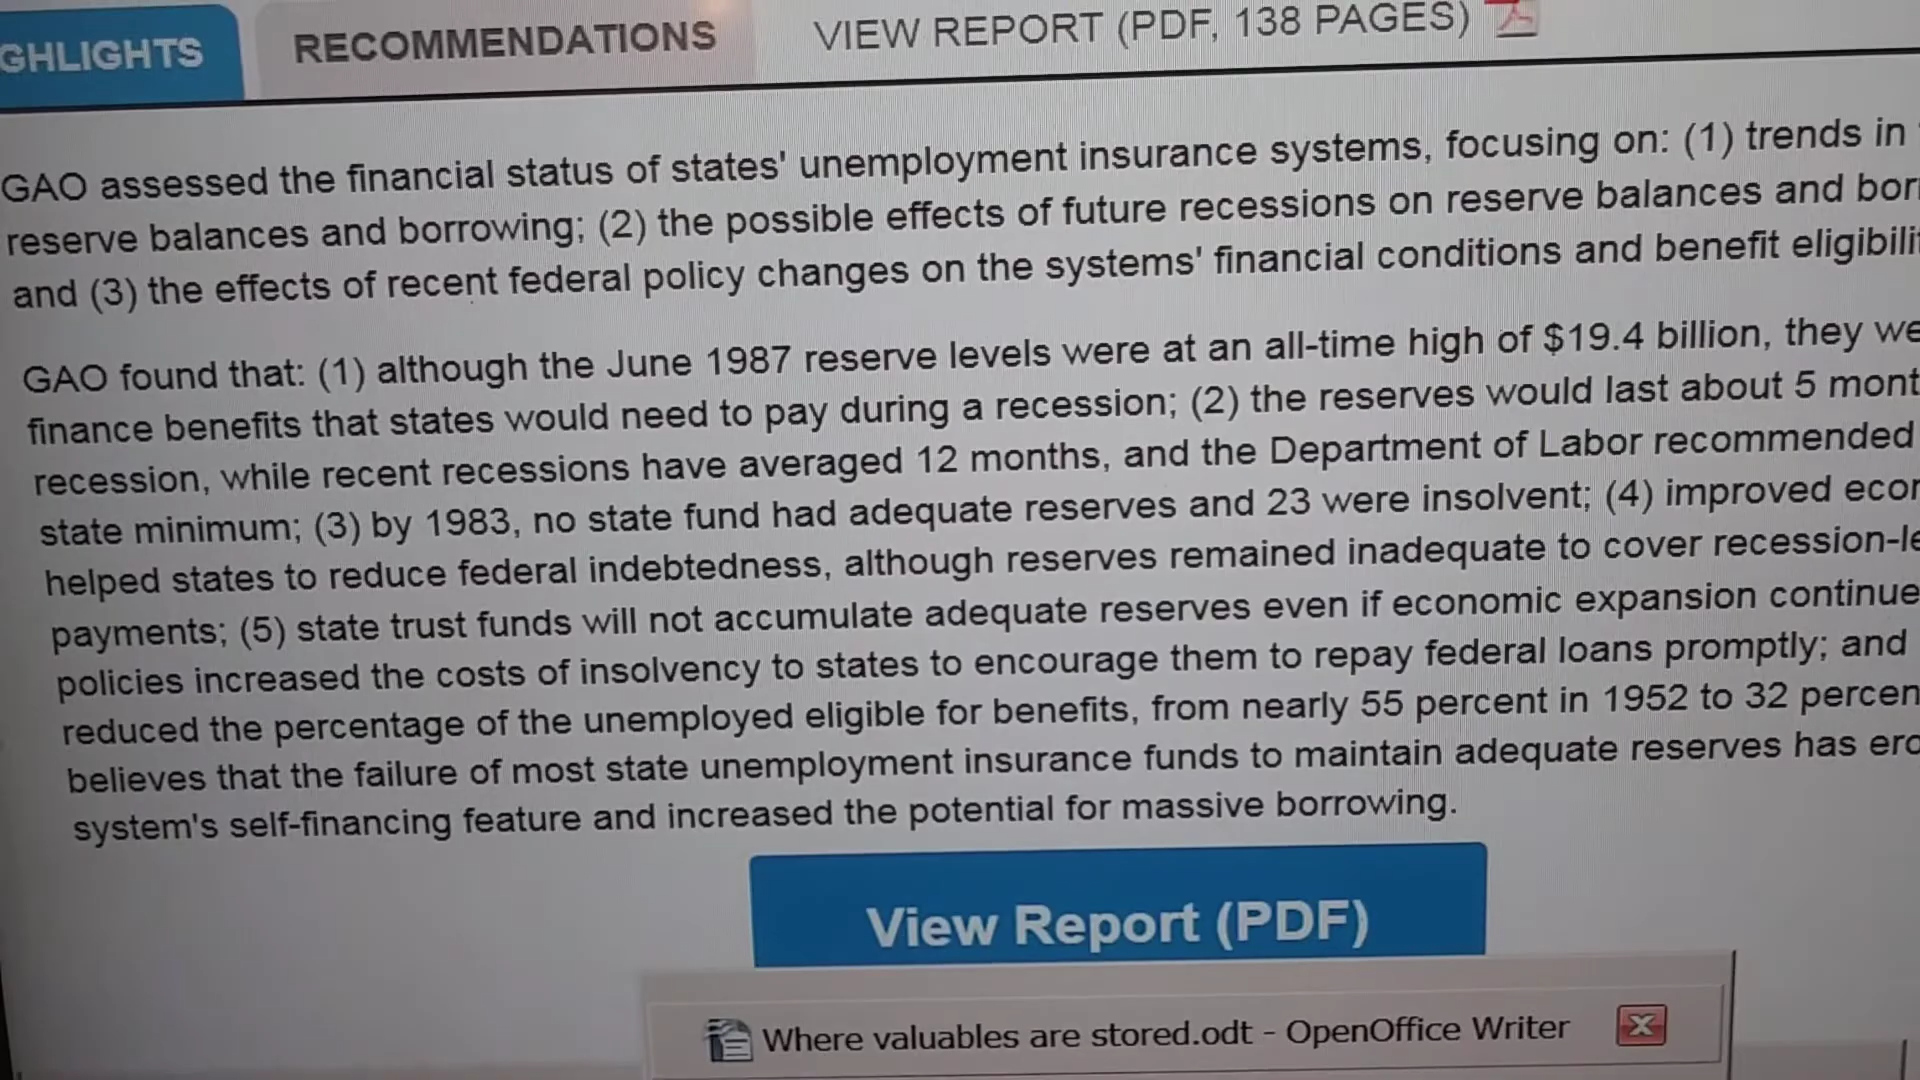 GHLIGHTS RECOMMENDATIONS VIEW REPORT (PDF, 138 PAGES)
GAO assessed the financial status of states' unemployment insurance systems, focusing on: (1) trends in
reserve balances and borrowing; (2) the possible effects of future recessions on reserve balances and bor
and (3) the effects of recent federal policy changes on the systems' financial conditions and benefit eligibili
GAO found that: (1) although the June 1987 reserve levels were at an all-time high of $19.4 billion, they we
finance benefits that states would need to pay during a recession; (2) the reserves would last about 5 mont
recession, while recent recessions have averaged 12 months, and the Department of Labor recommended
state minimum; (3) by 1983, no state fund had adequate reserves and 23 were insolvent; (4) improved econ
helped states to reduce federal indebtedness, although reserves remained inadequate to cover recession-le
payments; (5) state trust funds will not accumulate adequate reserves even if economic expansion continue
policies increased the costs of insolvency to states to encourage them to repay federal loans promptly; and
reduced the percentage of the unemployed eligible for benefits, from nearly 55 percent in 1952 to 32 percen
believes that the failure of most state unemployment insurance funds to maintain adequate reserves has ero
system's self-financing feature and increased the potential for massive borrowing.
View Report (PDF)
Where valuables are stored.odt - OpenOffice Writer